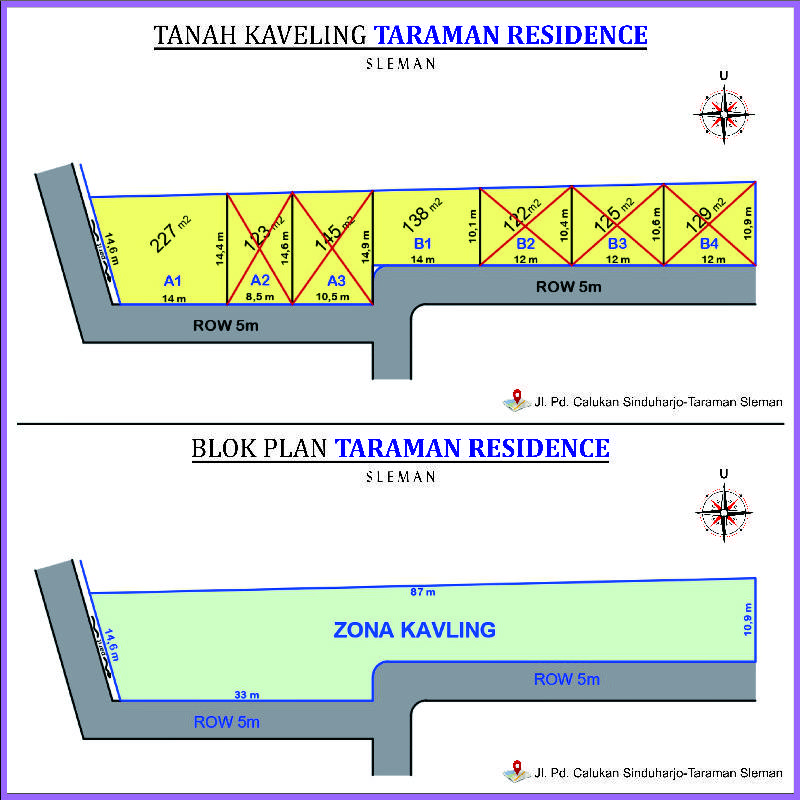 TANAH KAVELING TARAMAN RESIDENCE
SLEMAN
U
14,6 m
parit
227 m2
A1
14 m
14,4 m
123 m2
A2
8,5 m
14,6 m
145 m2
A3
10,5 m
14,9 m
138 m2
B1
14 m
10,1 m
122 m2
B2
12 m
10,4 m
125 m2
B3
12 m
10,6 m
129 m2
B4
12 m
10,9 m
ROW 5m
ROW 5m
Jl. Pd. Calukan Sinduharjo-Taraman Sleman
BLOK PLAN TARAMAN RESIDENCE
SLEMAN
U
87 m
14,6 m
parit
ZONA KAVLING
10,9 m
33 m
ROW 5m
ROW 5m
Jl. Pd. Calukan Sinduharjo-Taraman Sleman